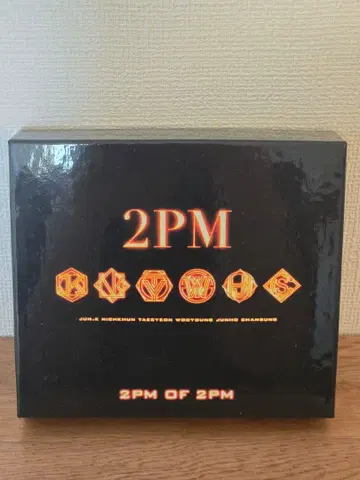 2PM
K N Y W J S
JUN.K NICHKHUN TAECYEON WOOYOUNG JUNHO CHANSUNG
2PM OF 2PM